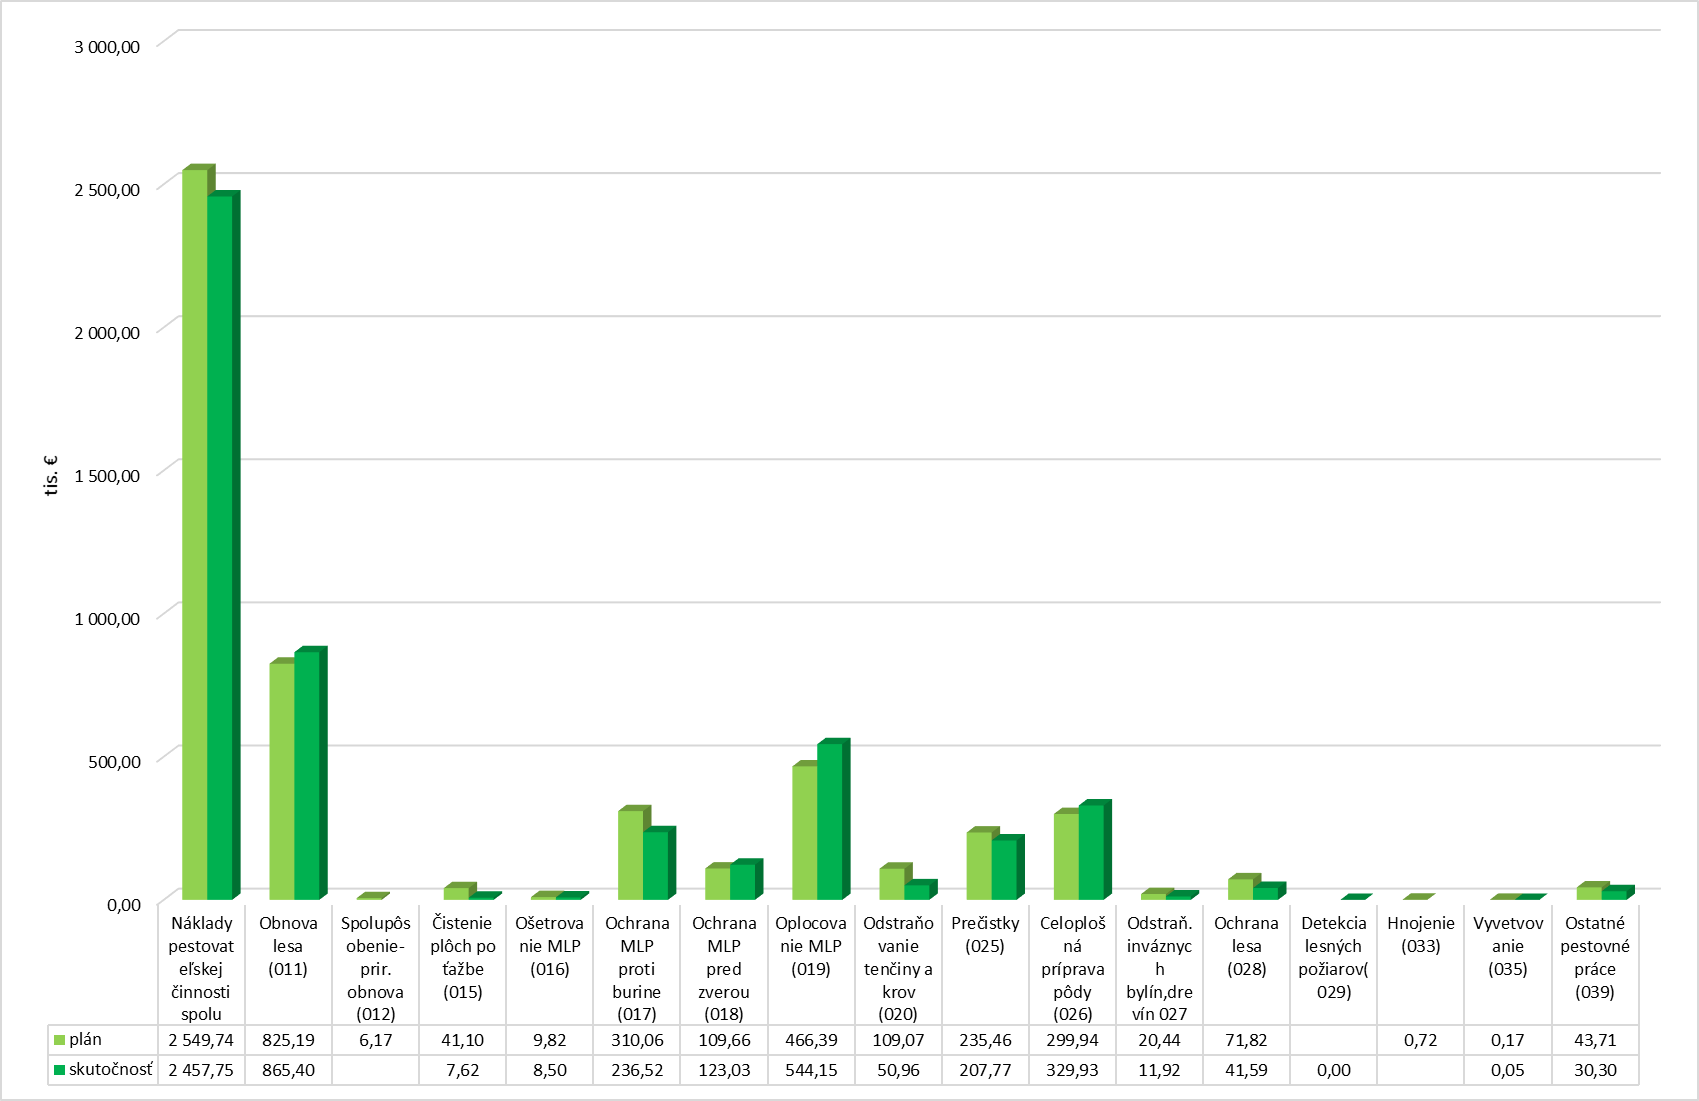 3 000,00
2 500,00
2 000,00
1 500,00
1 000,00
500,00
0,00
tis. €
Náklady
pestovat
eľskej
činnosti
spolu
Obnova
lesa
(011)
Spolupôs
obenie-
prir.
obnova
(012)
Čistenie
plôch po
ťažbe
(015)
Ošetrova
nie MLP
(016)
Ochrana
MLP
proti
burine
(017)
Ochrana
MLP
pred
zverou
(018)
Oplocova
nie MLP
(019)
Odstraňo
vanie
tenčiny a
krov
(020)
Prečistky
(025)
Celoploš
ná
príprava
pôdy
(026)
Odstraň.
inváznyc
h
bylín,dre
vín 027
Ochrana
lesa
(028)
Detekcia
lesných
požiarov(
029)
Hnojenie
(033)
Vyvetvov
anie
(035)
Ostatné
pestovné
práce
(039)
plán 2 549,74 825,19 6,17 41,10 9,82 310,06 109,66 466,39 109,07 235,46 299,94 20,44 71,82 0,72 0,17 43,71
skutočnosť 2 457,75 865,40 7,62 8,50 236,52 123,03 544,15 50,96 207,77 329,93 11,92 41,59 0,00 0,05 30,30